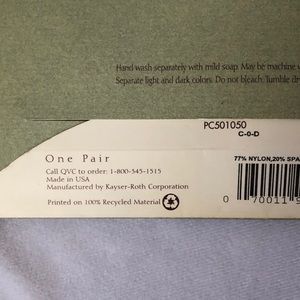 Hand wash separately with mild soap. May be machine
Separate light and dark colors. Do not bleach. Tumble dry
PC501050
C-0-D
One Pair
Call QVC to order: 1-800-545-1515
Made in USA
Manufactured by Kayser-Roth Corporation
Printed on 100% Recycled Material
77% NYLON,20% SPA
0 70011 9